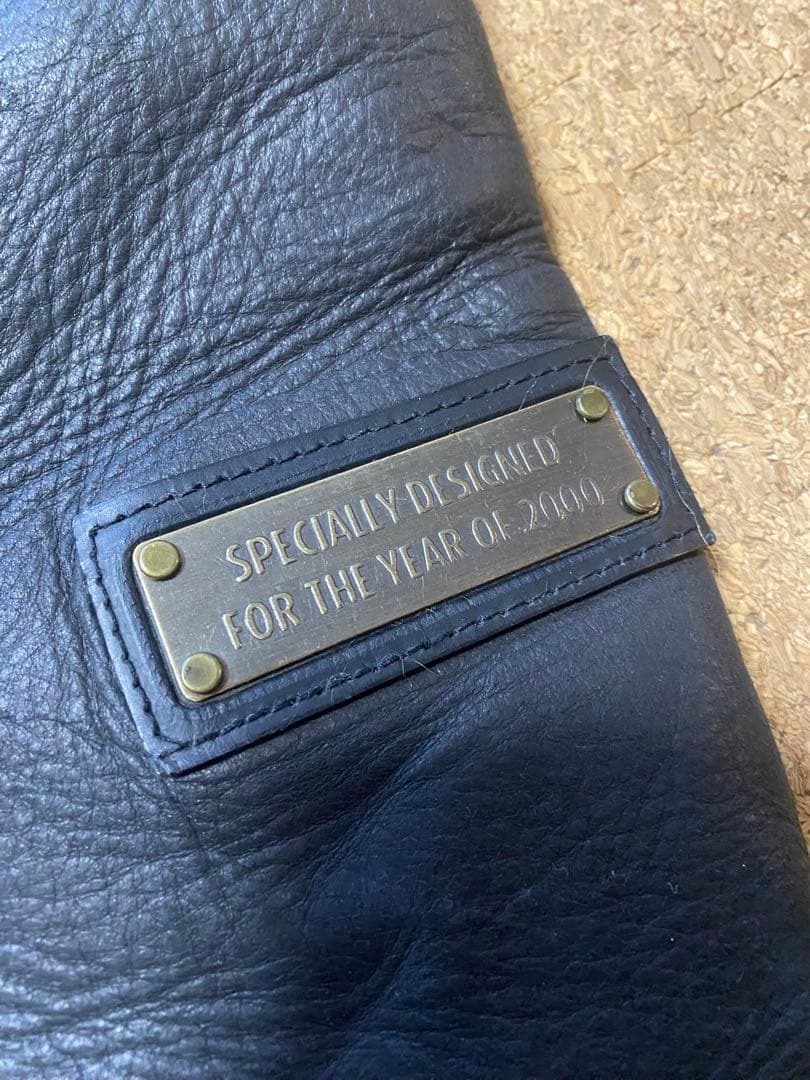 SPECIALLY DESIGNED
FOR THE YEAR OF 2000